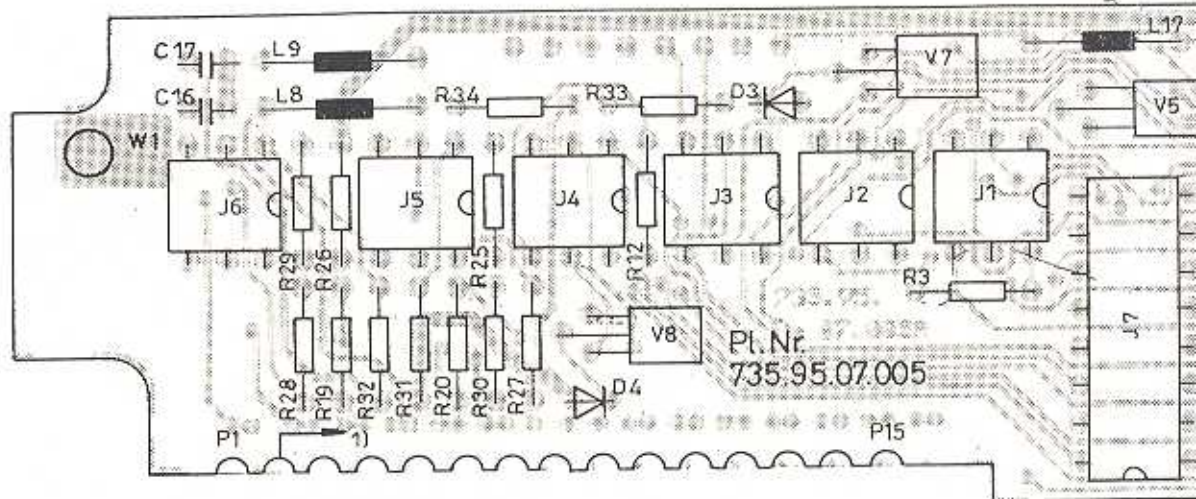 C17
L9
L17
V7
C16
L8
R34
R33
D3
V5
W1
J6
J5
J4
J3
J2
J1
R29
R26
R25
R12
R3
J7
V8
Pl.Nr.
735.95.07.005
R28
R19
R32
R31
R20
R30
R27
D4
P1
1)
P15